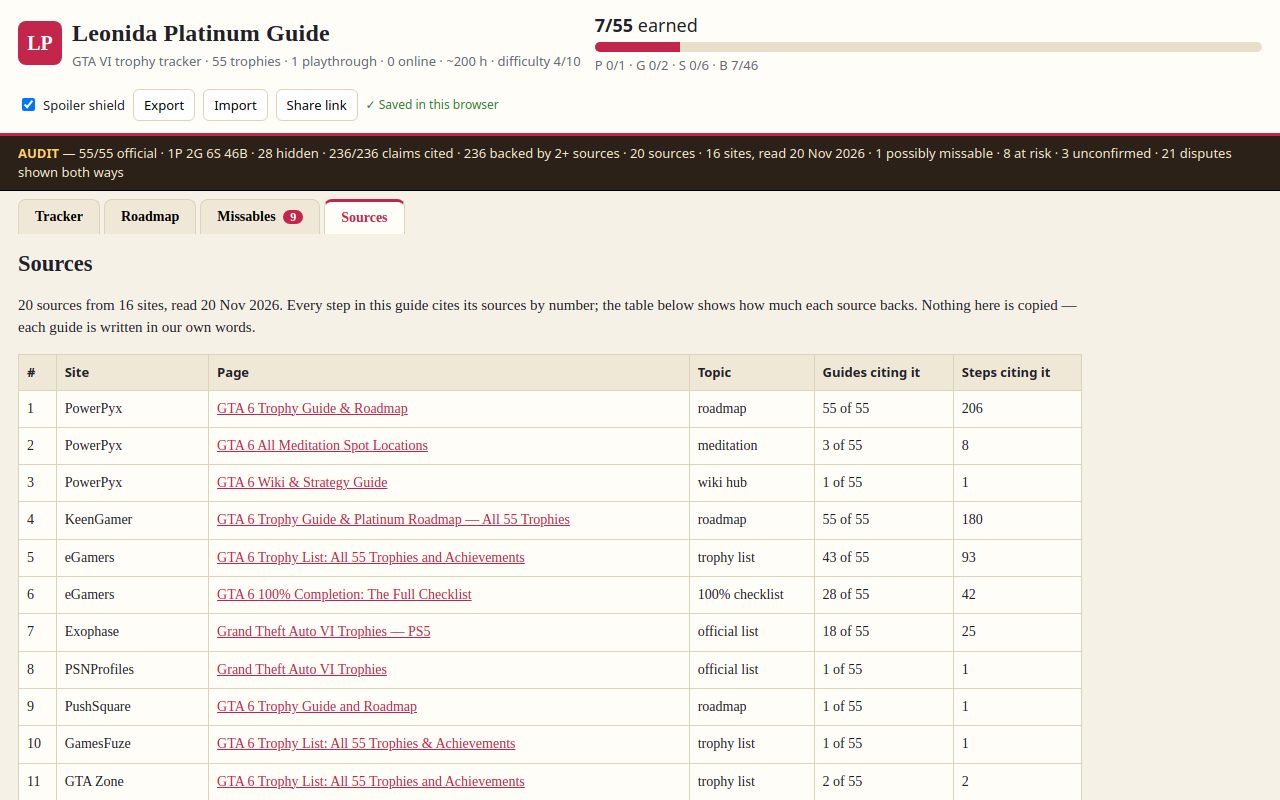 LP
Leonida Platinum Guide
GTA VI trophy tracker · 55 trophies · 1 playthrough · 0 online · ~200 h · difficulty 4/10
7/55 earned
P 0/1 · G 0/2 · S 0/6 · B 7/46
Spoiler shield Export Import Share link ✓ Saved in this browser
AUDIT — 55/55 official · 1P 2G 6S 46B · 28 hidden · 236/236 claims cited · 236 backed by 2+ sources · 20 sources · 16 sites, read 20 Nov 2026 · 1 possibly missable · 8 at risk · 3 unconfirmed · 21 disputes
shown both ways
Tracker Roadmap Missables 9 Sources
Sources
20 sources from 16 sites, read 20 Nov 2026. Every step in this guide cites its sources by number; the table below shows how much each source backs. Nothing here is copied —
each guide is written in our own words.
# Site Page Topic Guides citing it Steps citing it
1 PowerPyx GTA 6 Trophy Guide & Roadmap roadmap 55 of 55 206
2 PowerPyx GTA 6 All Meditation Spot Locations meditation 3 of 55 8
3 PowerPyx GTA 6 Wiki & Strategy Guide wiki hub 1 of 55 1
4 KeenGamer GTA 6 Trophy Guide & Platinum Roadmap — All 55 Trophies roadmap 55 of 55 180
5 eGamers GTA 6 Trophy List: All 55 Trophies and Achievements trophy list 43 of 55 93
6 eGamers GTA 6 100% Completion: The Full Checklist 100% checklist 28 of 55 42
7 Exophase Grand Theft Auto VI Trophies — PS5 official list 18 of 55 25
8 PSNProfiles Grand Theft Auto VI Trophies official list 1 of 55 1
9 PushSquare GTA 6 Trophy Guide and Roadmap roadmap 1 of 55 1
10 GamesFuze GTA 6 Trophy List: All 55 Trophies & Achievements trophy list 1 of 55 1
11 GTA Zone GTA 6 Trophy List: All 55 Trophies and Achievements trophy list 2 of 55 2